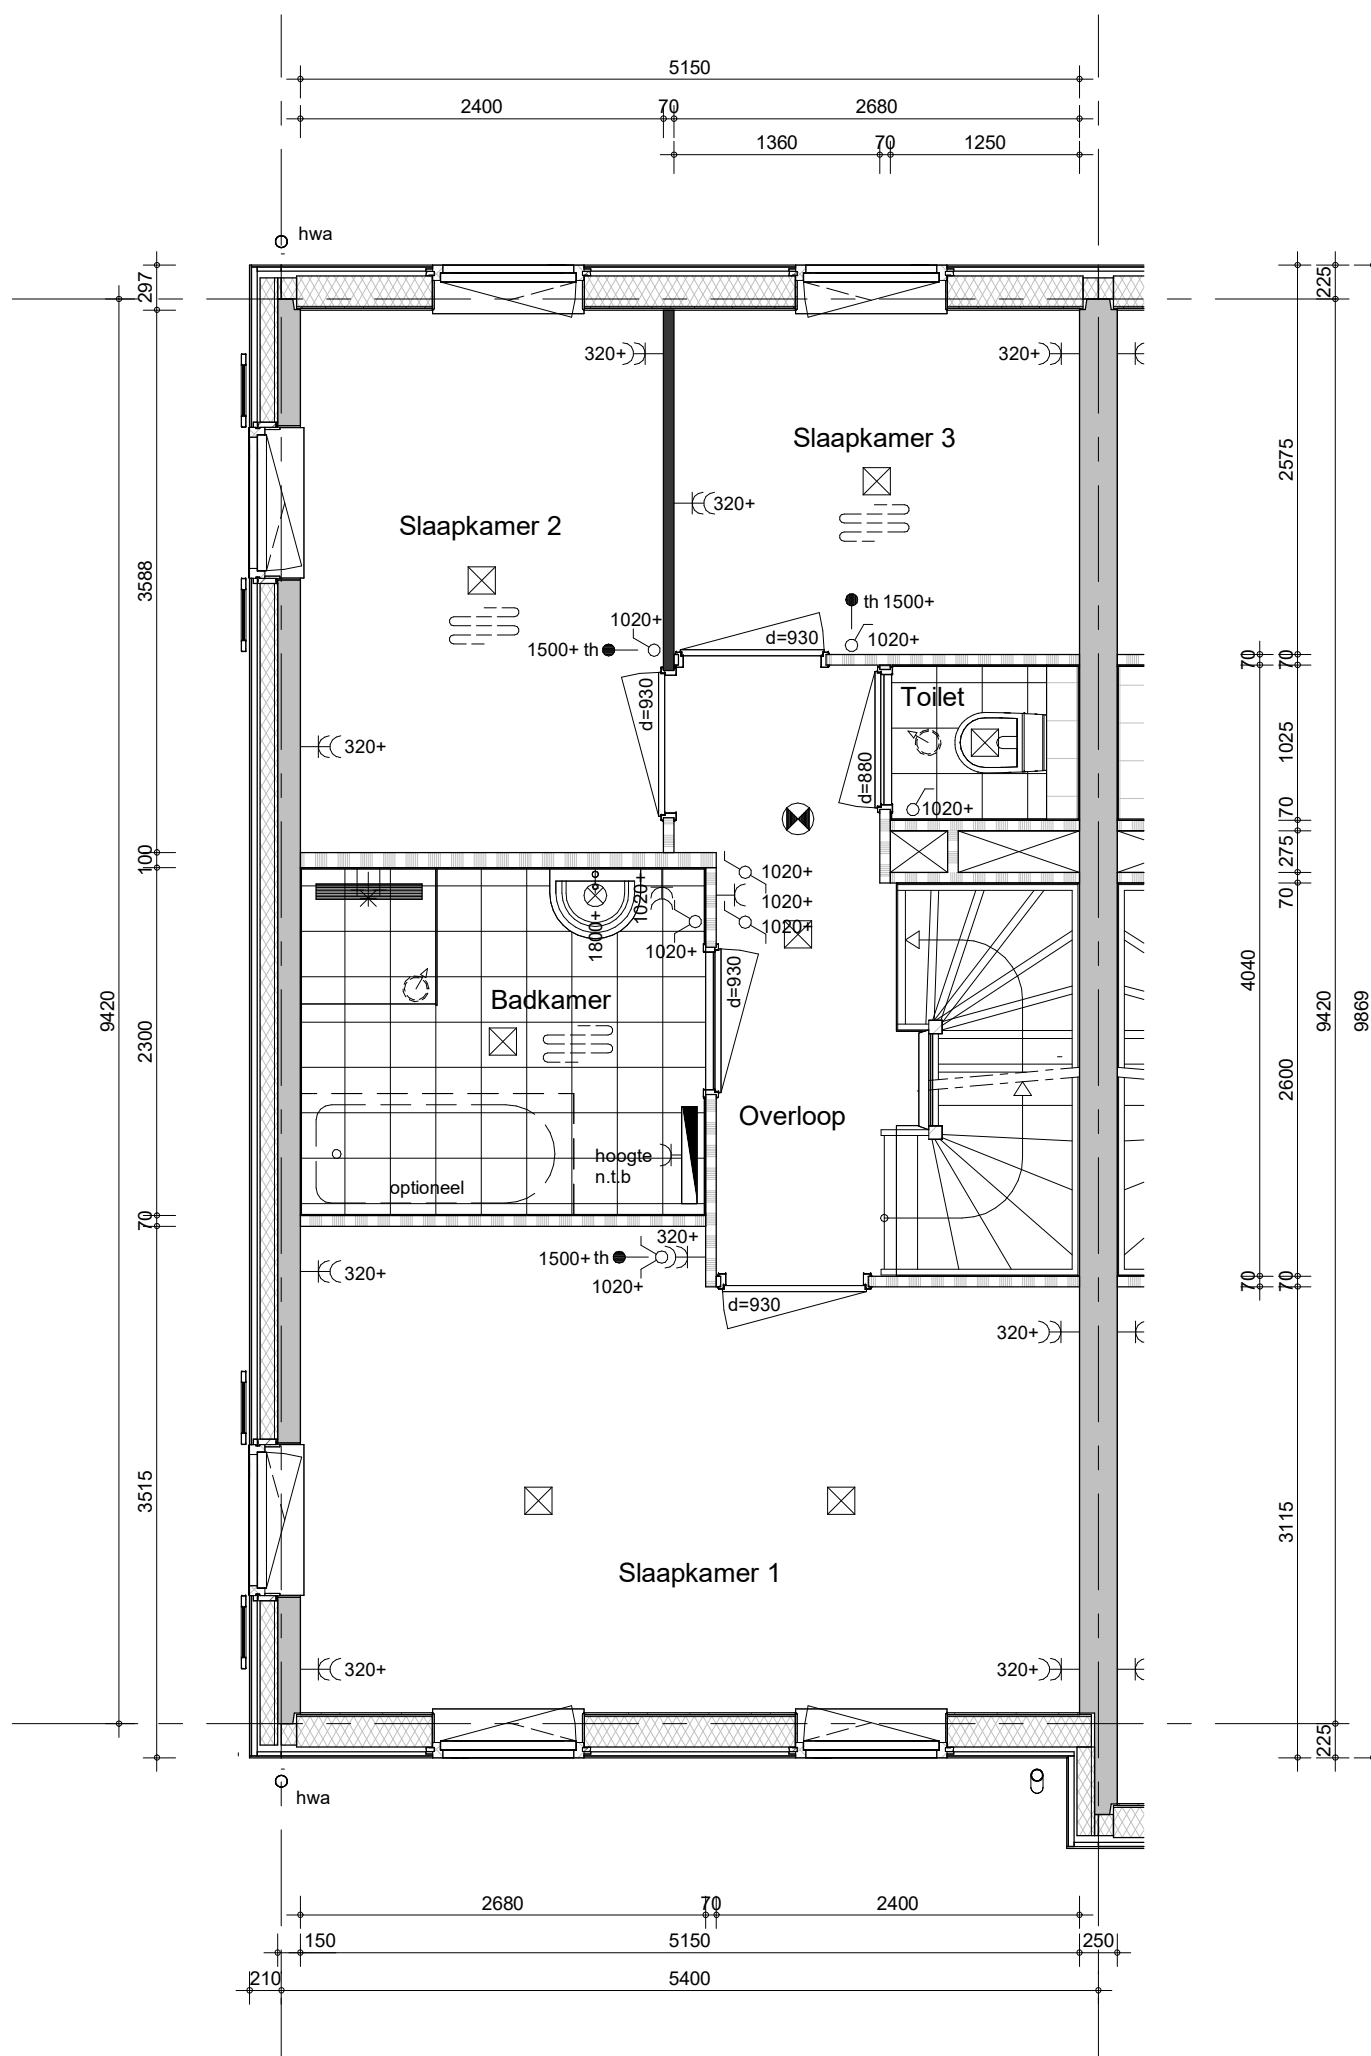 5150
2400 70 2680
1360 70 1250
hwa
297
225
320+
320+
Slaapkamer 3
2575
320+
Slaapkamer 2
3588
th 1500+
1020+
1500+ th
1020+
d=930
70
70
d=930
Toilet
320+
d=880
1025
1020+
70
100
275
1020+
1020+
1020+
1020+
1020+
1800+
70
d=930
4040
Badkamer
9420
2300
9420
9869
2600
Overloop
hoogte
n.t.b
optioneel
70
320+
1500+ th
1020+
320+
70
70
d=930
320+
3515
3115
Slaapkamer 1
320+
320+
225
hwa
2680 70 2400
150 5150 250
210 5400